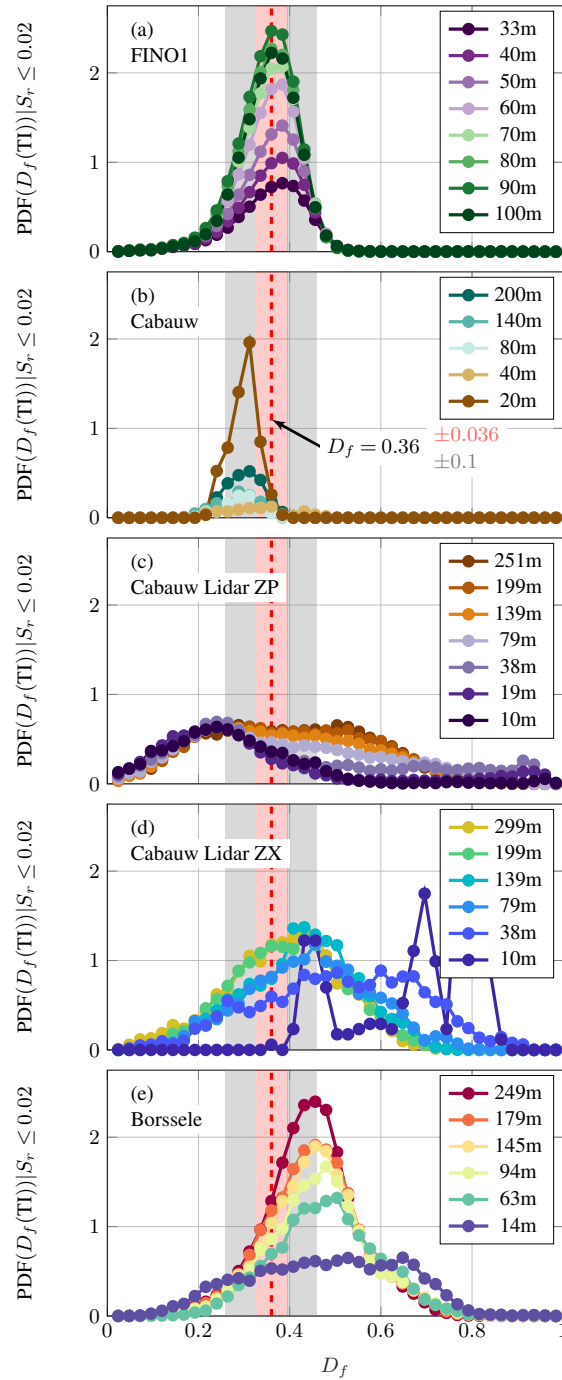 (a)
FINO1
33m
40m
50m
60m
70m
80m
90m
100m
2
1
0
PDF(D_f(TI))|S_r ≤ 0.02
(b)
Cabauw
200m
140m
80m
40m
20m
D_f = 0.36
±0.036
±0.1
2
1
0
PDF(D_f(TI))|S_r ≤ 0.02
(c)
Cabauw Lidar ZP
251m
199m
139m
79m
38m
19m
10m
2
1
0
PDF(D_f(TI))|S_r ≤ 0.02
(d)
Cabauw Lidar ZX
299m
199m
139m
79m
38m
10m
2
1
0
PDF(D_f(TI))|S_r ≤ 0.02
(e)
Borssele
249m
179m
145m
94m
63m
14m
2
1
0
PDF(D_f(TI))|S_r ≤ 0.02
0 0.2 0.4 0.6 0.8 1
D_f